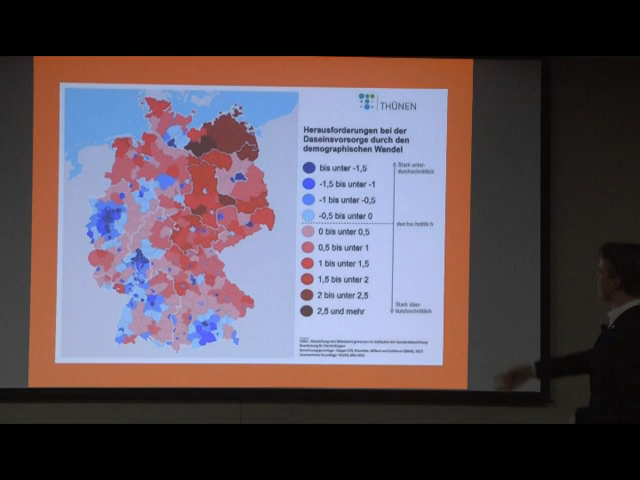 THÜNEN
Herausforderungen bei der
Daseinsvorsorge durch den
demographischen Wandel
Stark unter-
durchschnittlich
bis unter -1,5
-1,5 bis unter -1
-1 bis unter -0,5
-0,5 bis unter 0
durchschnittlich
0 bis unter 0,5
0,5 bis unter 1
1 bis unter 1,5
1,5 bis unter 2
2 bis unter 2,5
2,5 und mehr
Stark über-
durchschnittlich